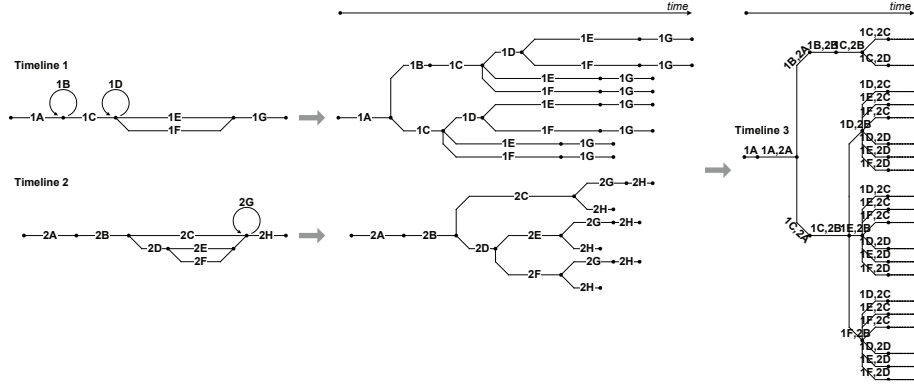 time
time
Timeline 1
1B
1D
1A
1C
1E
1F
1G
1A
1B
1C
1D
1E
1G
1F
1G
1E
1G
1F
1G
1C
1D
1E
1G
1F
1G
1E
1G
1F
1G
Timeline 2
2G
2A
2B
2C
2D
2E
2F
2H
2A
2B
2C
2G
2H
2H
2D
2E
2G
2H
2H
2F
2G
2H
2H
Timeline 3
1A
1A,2A
1B,2A
1B,2B
1C,2B
1C,2C
1C,2D
1C,2A
1C,2B
1D,2B
1D,2C
1E,2C
1F,2C
1D,2D
1E,2D
1F,2D
1E,2B
1D,2C
1E,2C
1F,2C
1D,2D
1E,2D
1F,2D
1F,2B
1D,2C
1E,2C
1F,2C
1D,2D
1E,2D
1F,2D